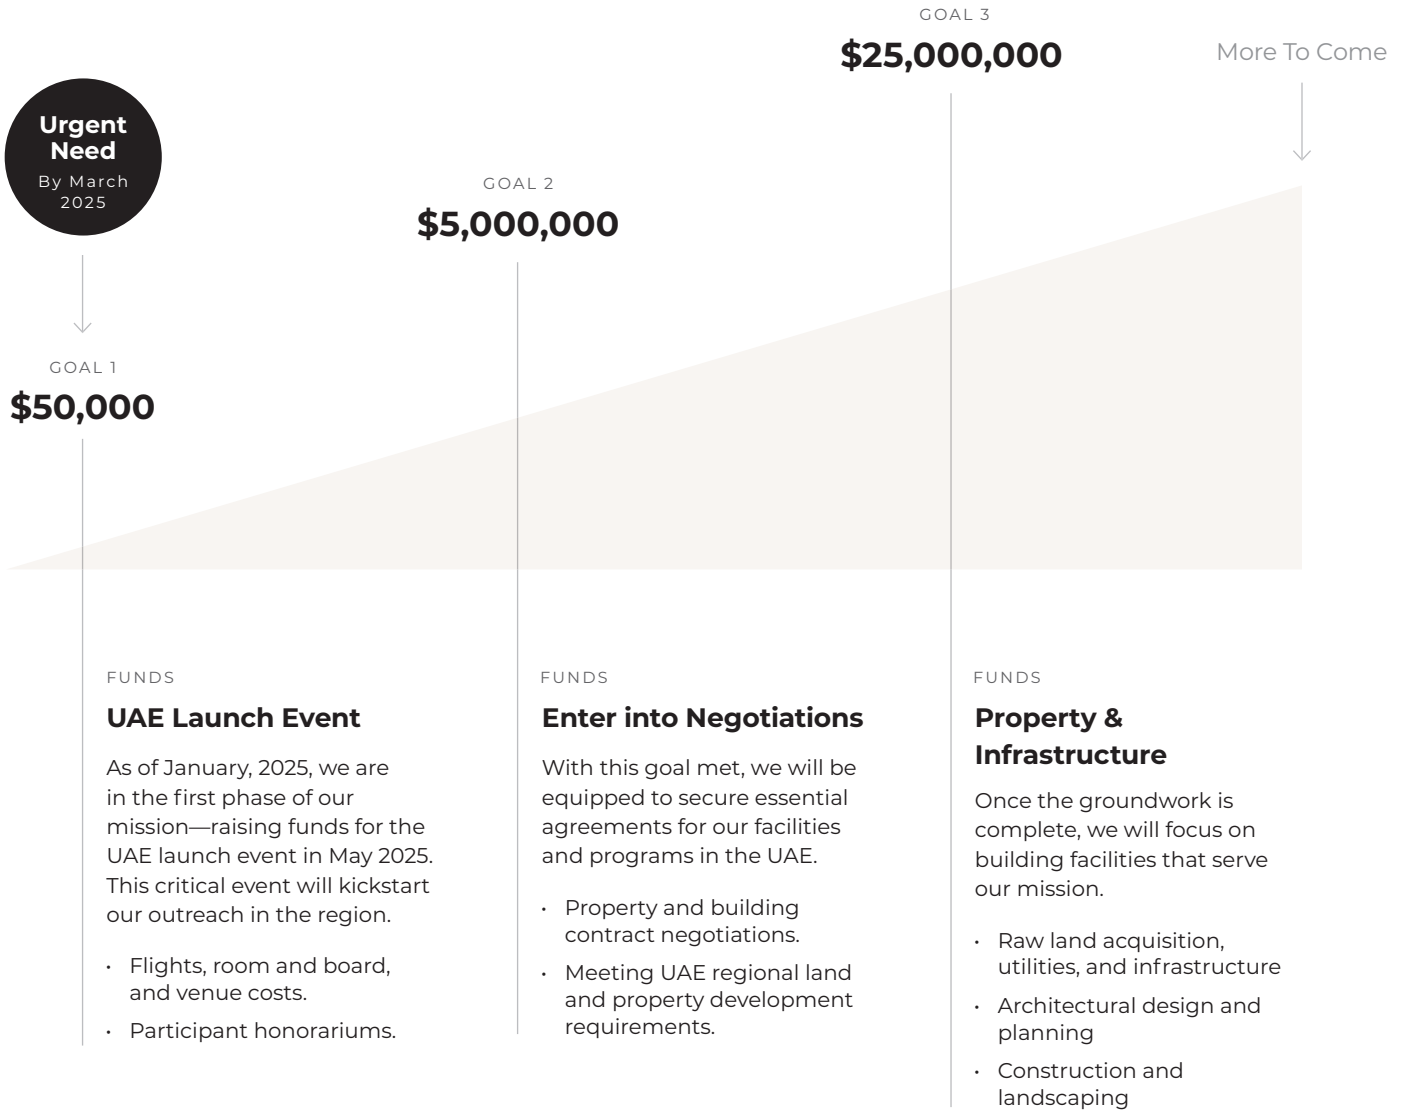 GOAL 3
$25,000,000
More To Come
Urgent
Need
By March
2025
GOAL 2
$5,000,000
GOAL 1
$50,000
FUNDS
UAE Launch Event
As of January, 2025, we are
in the first phase of our
mission—raising funds for the
UAE launch event in May 2025.
This critical event will kickstart
our outreach in the region.
• Flights, room and board,
and venue costs.
• Participant honorariums.
FUNDS
Enter into Negotiations
With this goal met, we will be
equipped to secure essential
agreements for our facilities
and programs in the UAE.
• Property and building
contract negotiations.
• Meeting UAE regional land
and property development
requirements.
FUNDS
Property &
Infrastructure
Once the groundwork is
complete, we will focus on
building facilities that serve
our mission.
• Raw land acquisition,
utilities, and infrastructure
• Architectural design and
planning
• Construction and
landscaping